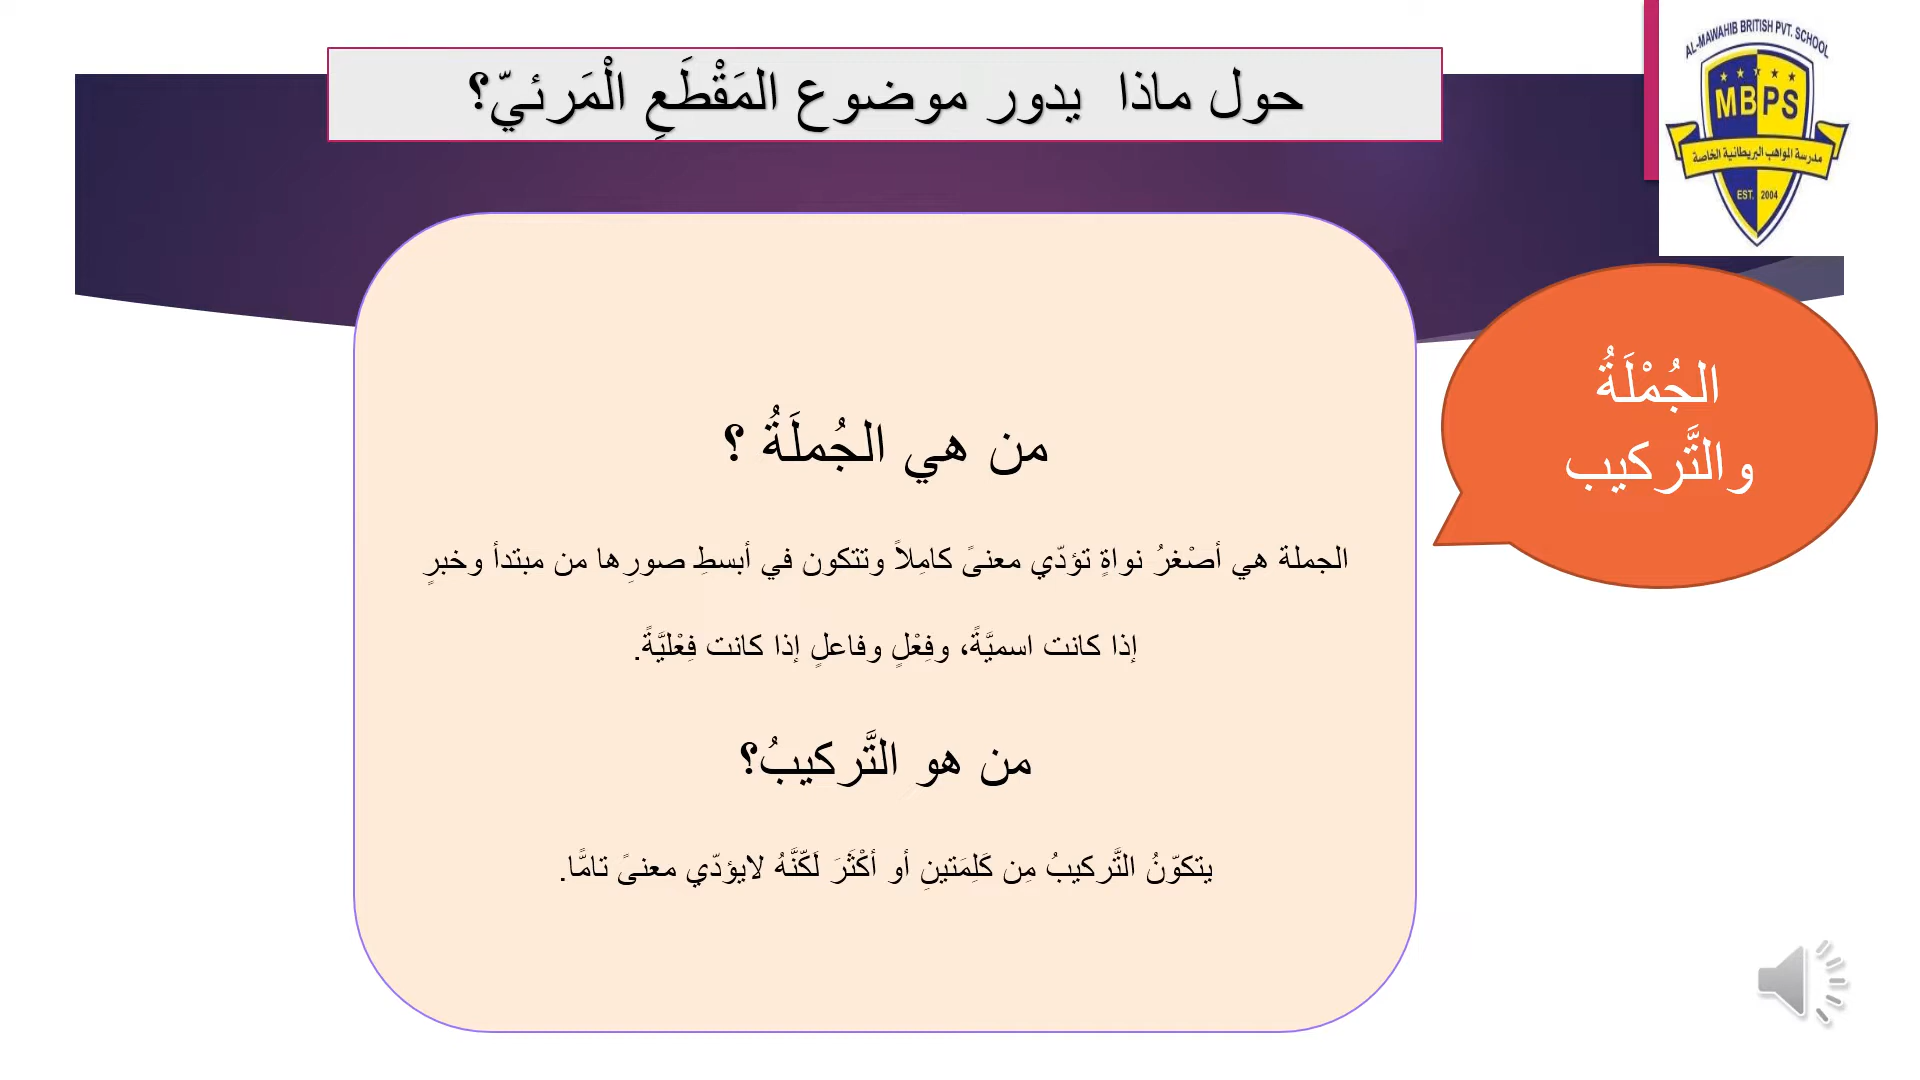 AL-MAWAHIB BRITISH PVT. SCHOOL
MBPS
مدرسة المواهب البريطانية الخاصة
EST. 2004
حول ماذا يدور موضوع المَقْطَعِ الْمَرئيّ؟
الجُمْلَةُ
والتَّركيب
من هي الجُملَةُ ؟
الجملة هي أصْغرُ نواةٍ تؤدّي معنىً كامِلاً وتتكون في أبسطِ صورِها من مبتدأ وخبرٍ
إذا كانت اسميَّةً، وفِعْلٍ وفاعلٍ إذا كانت فِعْليَّةً.
من هو التَّركيبُ؟
يتكوّنُ التَّركيبُ مِن كَلِمَتينِ أو أكْثَرَ لَكّنَّهُ لايؤدّي معنىً تامًّا.